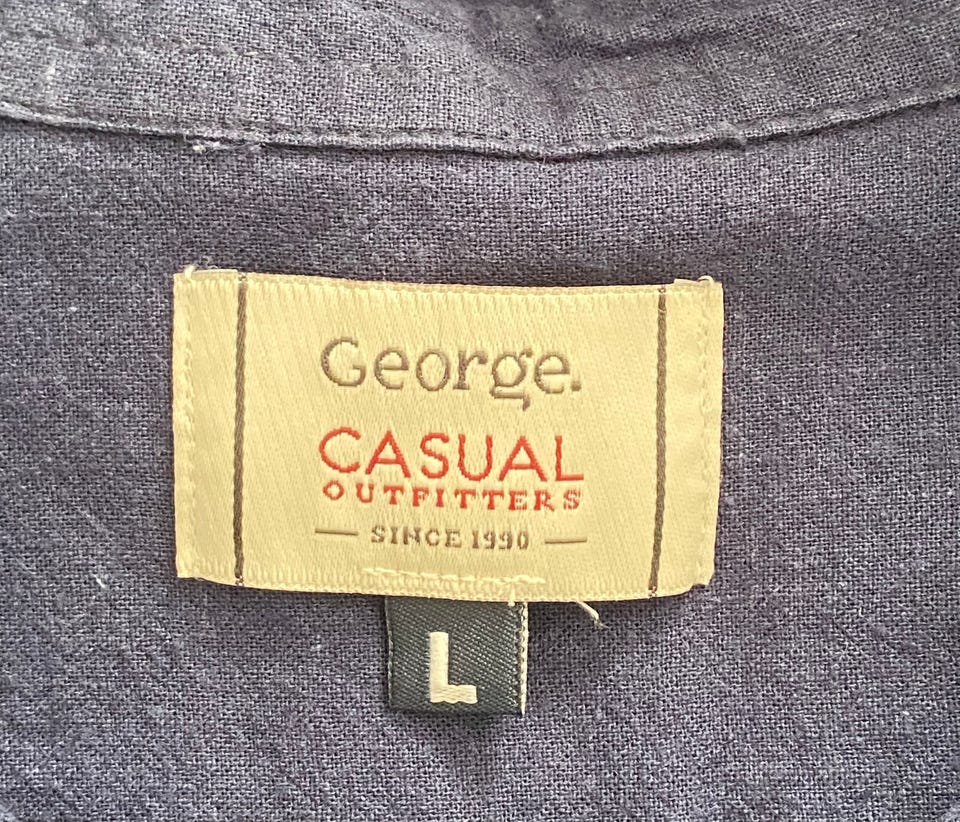 George.
CASUAL
OUTFITTERS
SINCE 1990
L